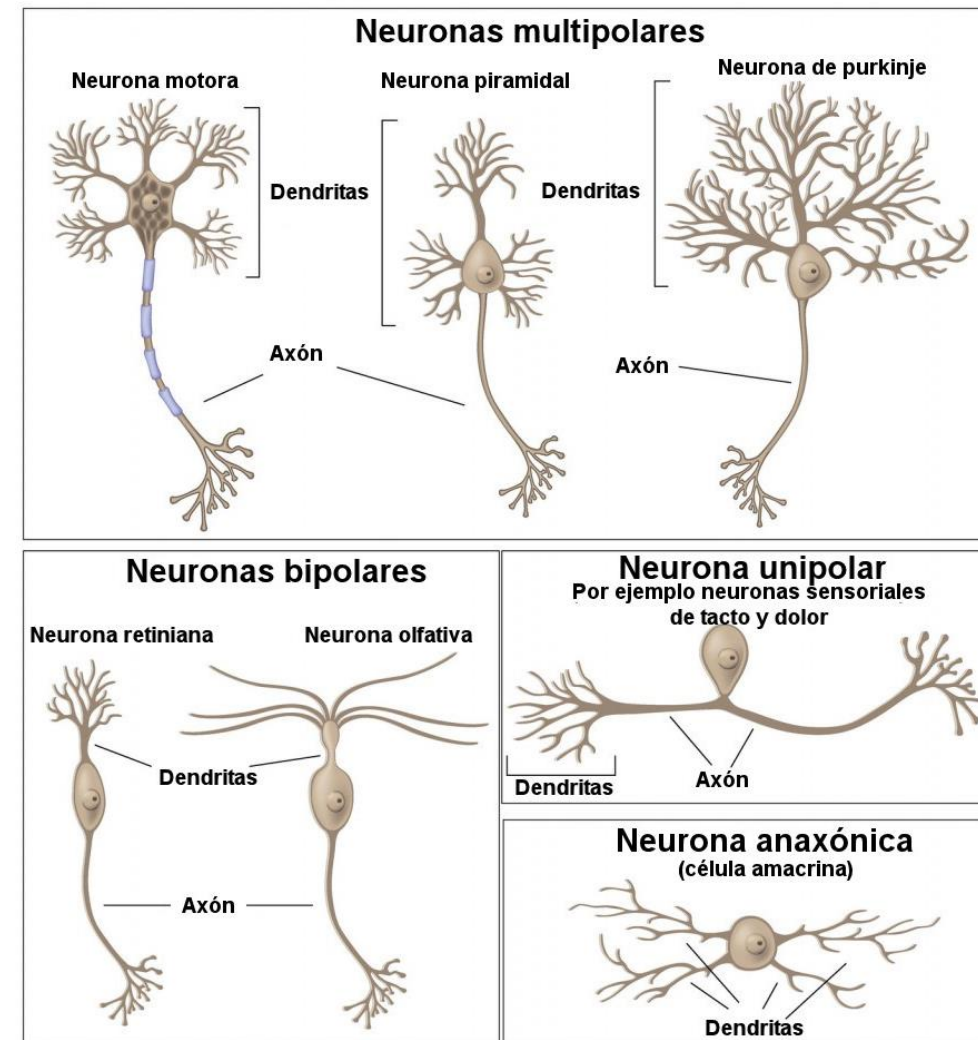 Neuronas multipolares
Neurona motora
Neurona piramidal
Neurona de purkinje
Dendritas
Dendritas
Axón
Axón
Neuronas bipolares
Neurona retiniana
Neurona olfativa
Dendritas
Axón
Neurona unipolar
Por ejemplo neuronas sensoriales
de tacto y dolor
Dendritas
Axón
Neurona anaxónica
(célula amacrina)
Dendritas